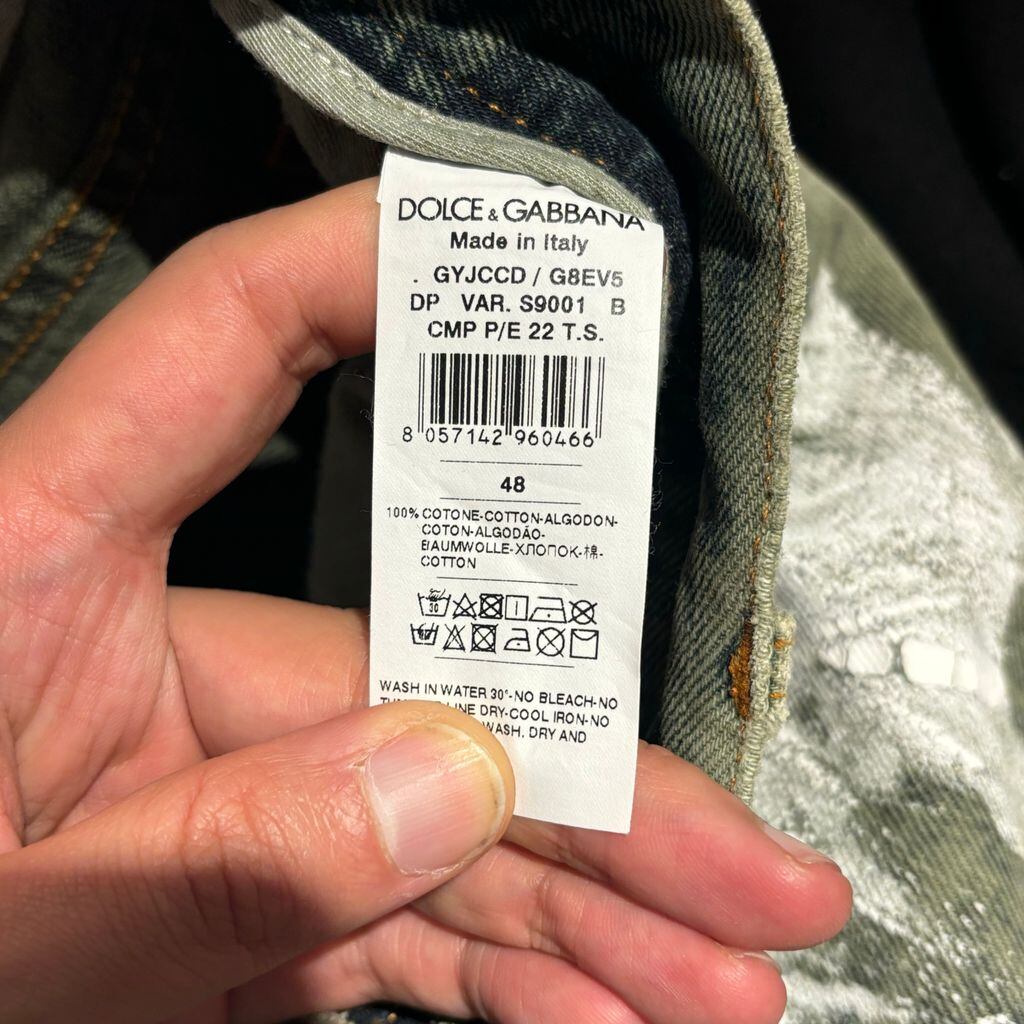 DOLCE & GABBANA
Made in Italy
. GYJCCD / G8EV5
DP VAR. S9001 B
CMP P/E 22 T.S.
8 057142 960466
48
100% COTONE-COTTON-ALGODON-
COTON-ALGODÃO-
BAUMWOLLE-ХЛОПОК-棉-
COTTON
30
WASH IN WATER 30°-NO BLEACH-NO
LINE DRY-COOL IRON-NO
WASH. DRY AND